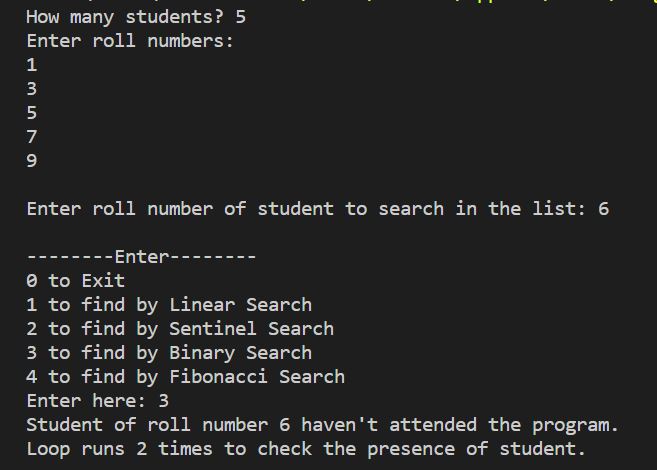 How many students? 5
Enter roll numbers:
1
3
5
7
9
Enter roll number of student to search in the list: 6
--------Enter--------
0 to Exit
1 to find by Linear Search
2 to find by Sentinel Search
3 to find by Binary Search
4 to find by Fibonacci Search
Enter here: 3
Student of roll number 6 haven't attended the program.
Loop runs 2 times to check the presence of student.